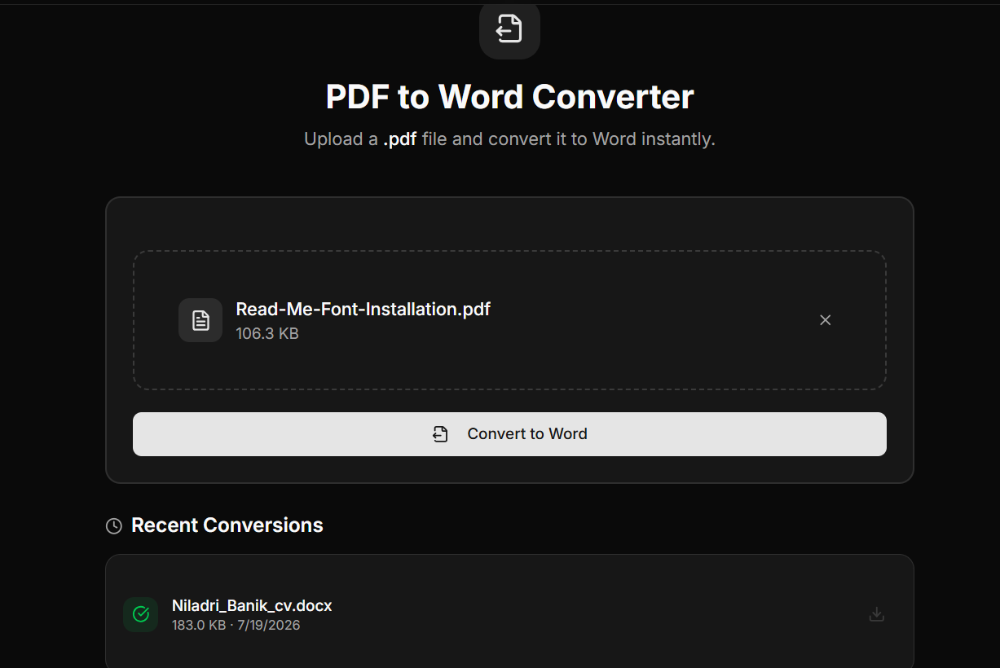 PDF to Word Converter
Upload a .pdf file and convert it to Word instantly.
Read-Me-Font-Installation.pdf
106.3 KB
Convert to Word
Recent Conversions
Niladri_Banik_cv.docx
183.0 KB · 7/19/2026